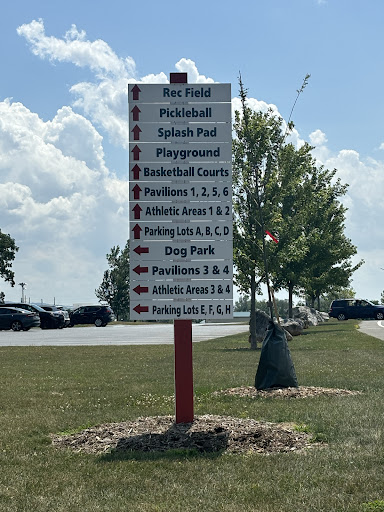 Rec Field
Pickleball
Splash Pad
Playground
Basketball Courts
Pavilions 1, 2, 5, 6
Athletic Areas 1 & 2
Parking Lots A, B, C, D
Dog Park
Pavilions 3 & 4
Athletic Areas 3 & 4
Parking Lots E, F, G, H